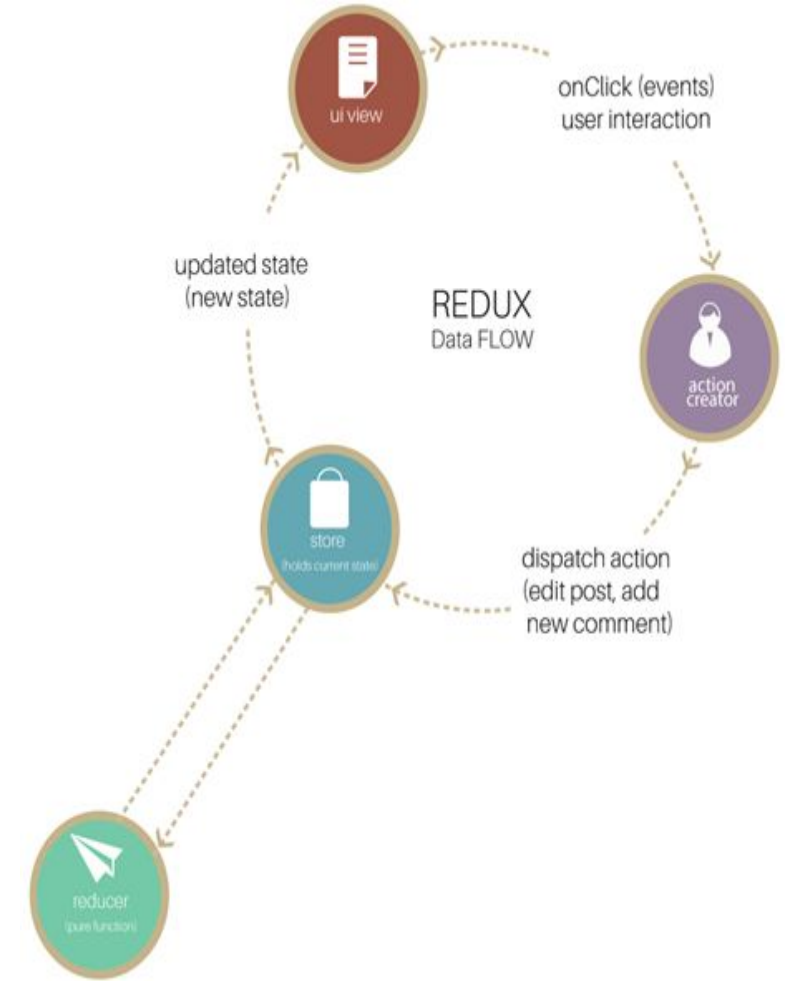 ui view
onClick (events)
user interaction
updated state
(new state)
REDUX
Data FLOW
action
creator
store
(holds current state)
dispatch action
(edit post, add
new comment)
reducer
(pure function)